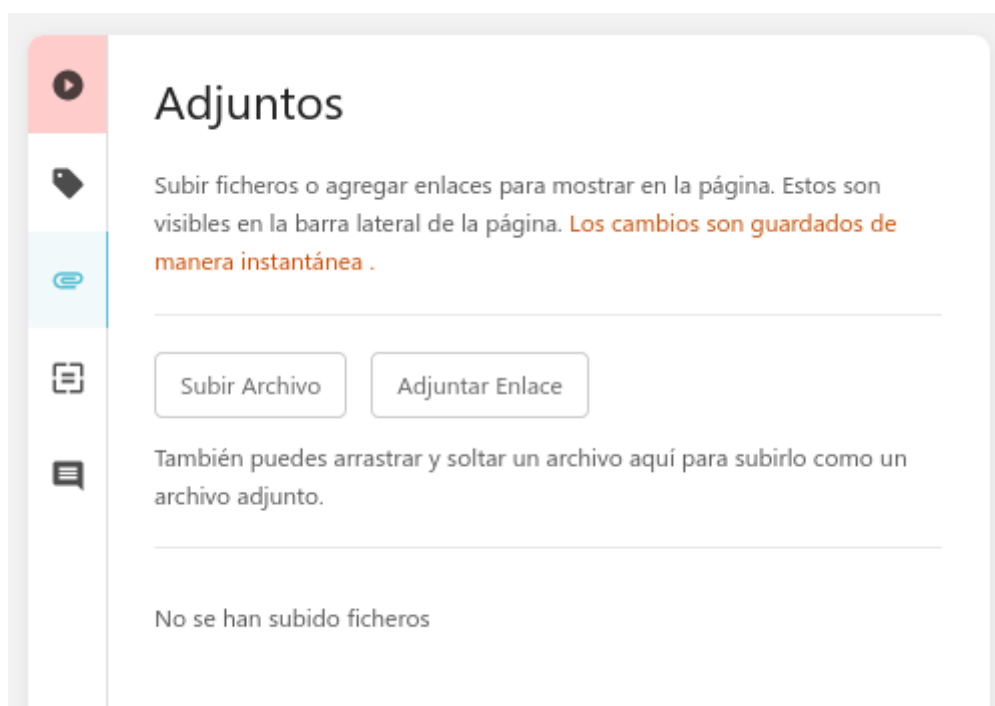 Adjuntos
Subir ficheros o agregar enlaces para mostrar en la página. Estos son
visibles en la barra lateral de la página. Los cambios son guardados de
manera instantánea .
Subir Archivo
Adjuntar Enlace
También puedes arrastrar y soltar un archivo aquí para subirlo como un
archivo adjunto.
No se han subido ficheros